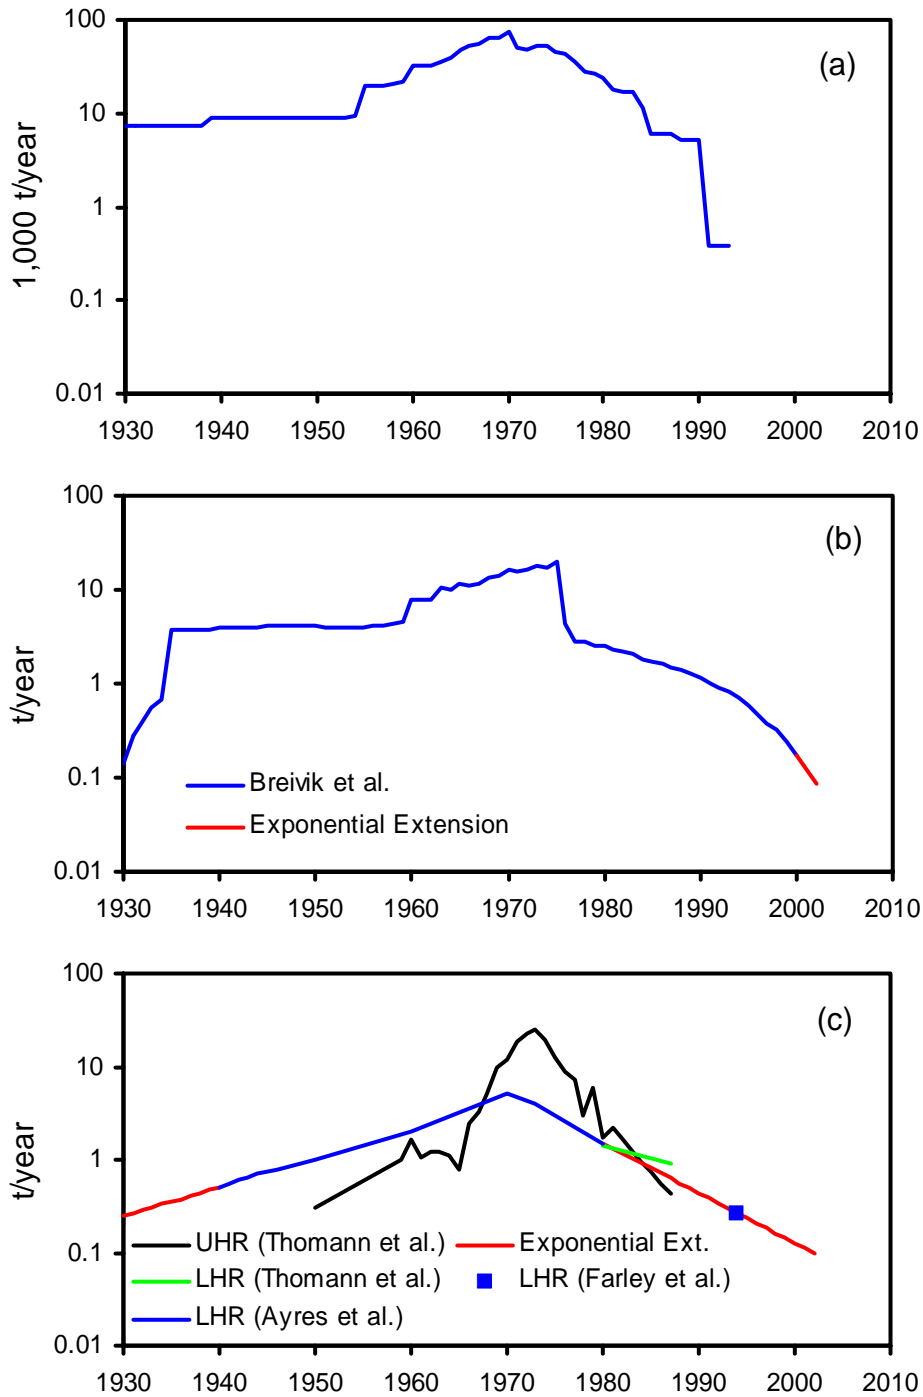 100
(a)
10
1
0.1
0.01
1,000 t/year
1930 1940 1950 1960 1970 1980 1990 2000 2010
100
(b)
10
1
0.1
0.01
t/year
Breivik et al.
Exponential Extension
1930 1940 1950 1960 1970 1980 1990 2000 2010
100
(c)
10
1
0.1
0.01
t/year
UHR (Thomann et al.) Exponential Ext.
LHR (Thomann et al.) LHR (Farley et al.)
LHR (Ayres et al.)
1930 1940 1950 1960 1970 1980 1990 2000 2010